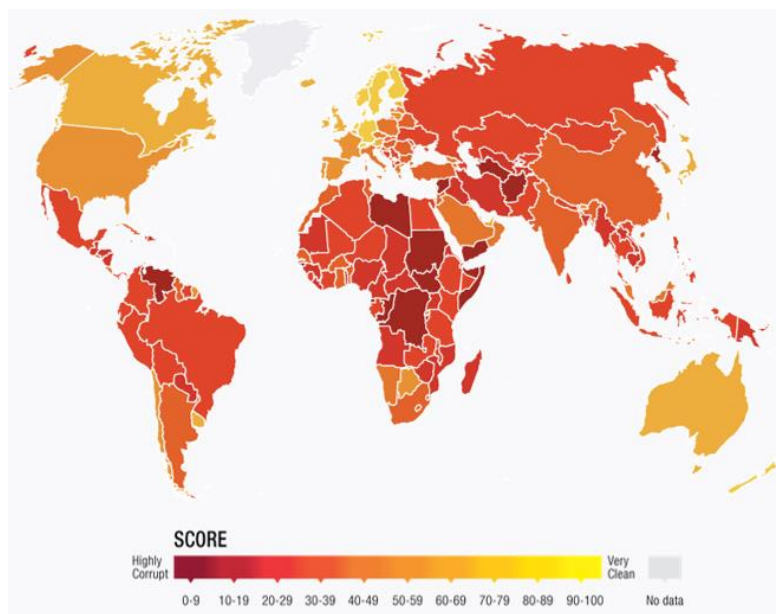 SCORE
Highly
Corrupt
Very
Clean
0-9 10-19 20-29 30-39 40-49 50-59 60-69 70-79 80-89 90-100 No data